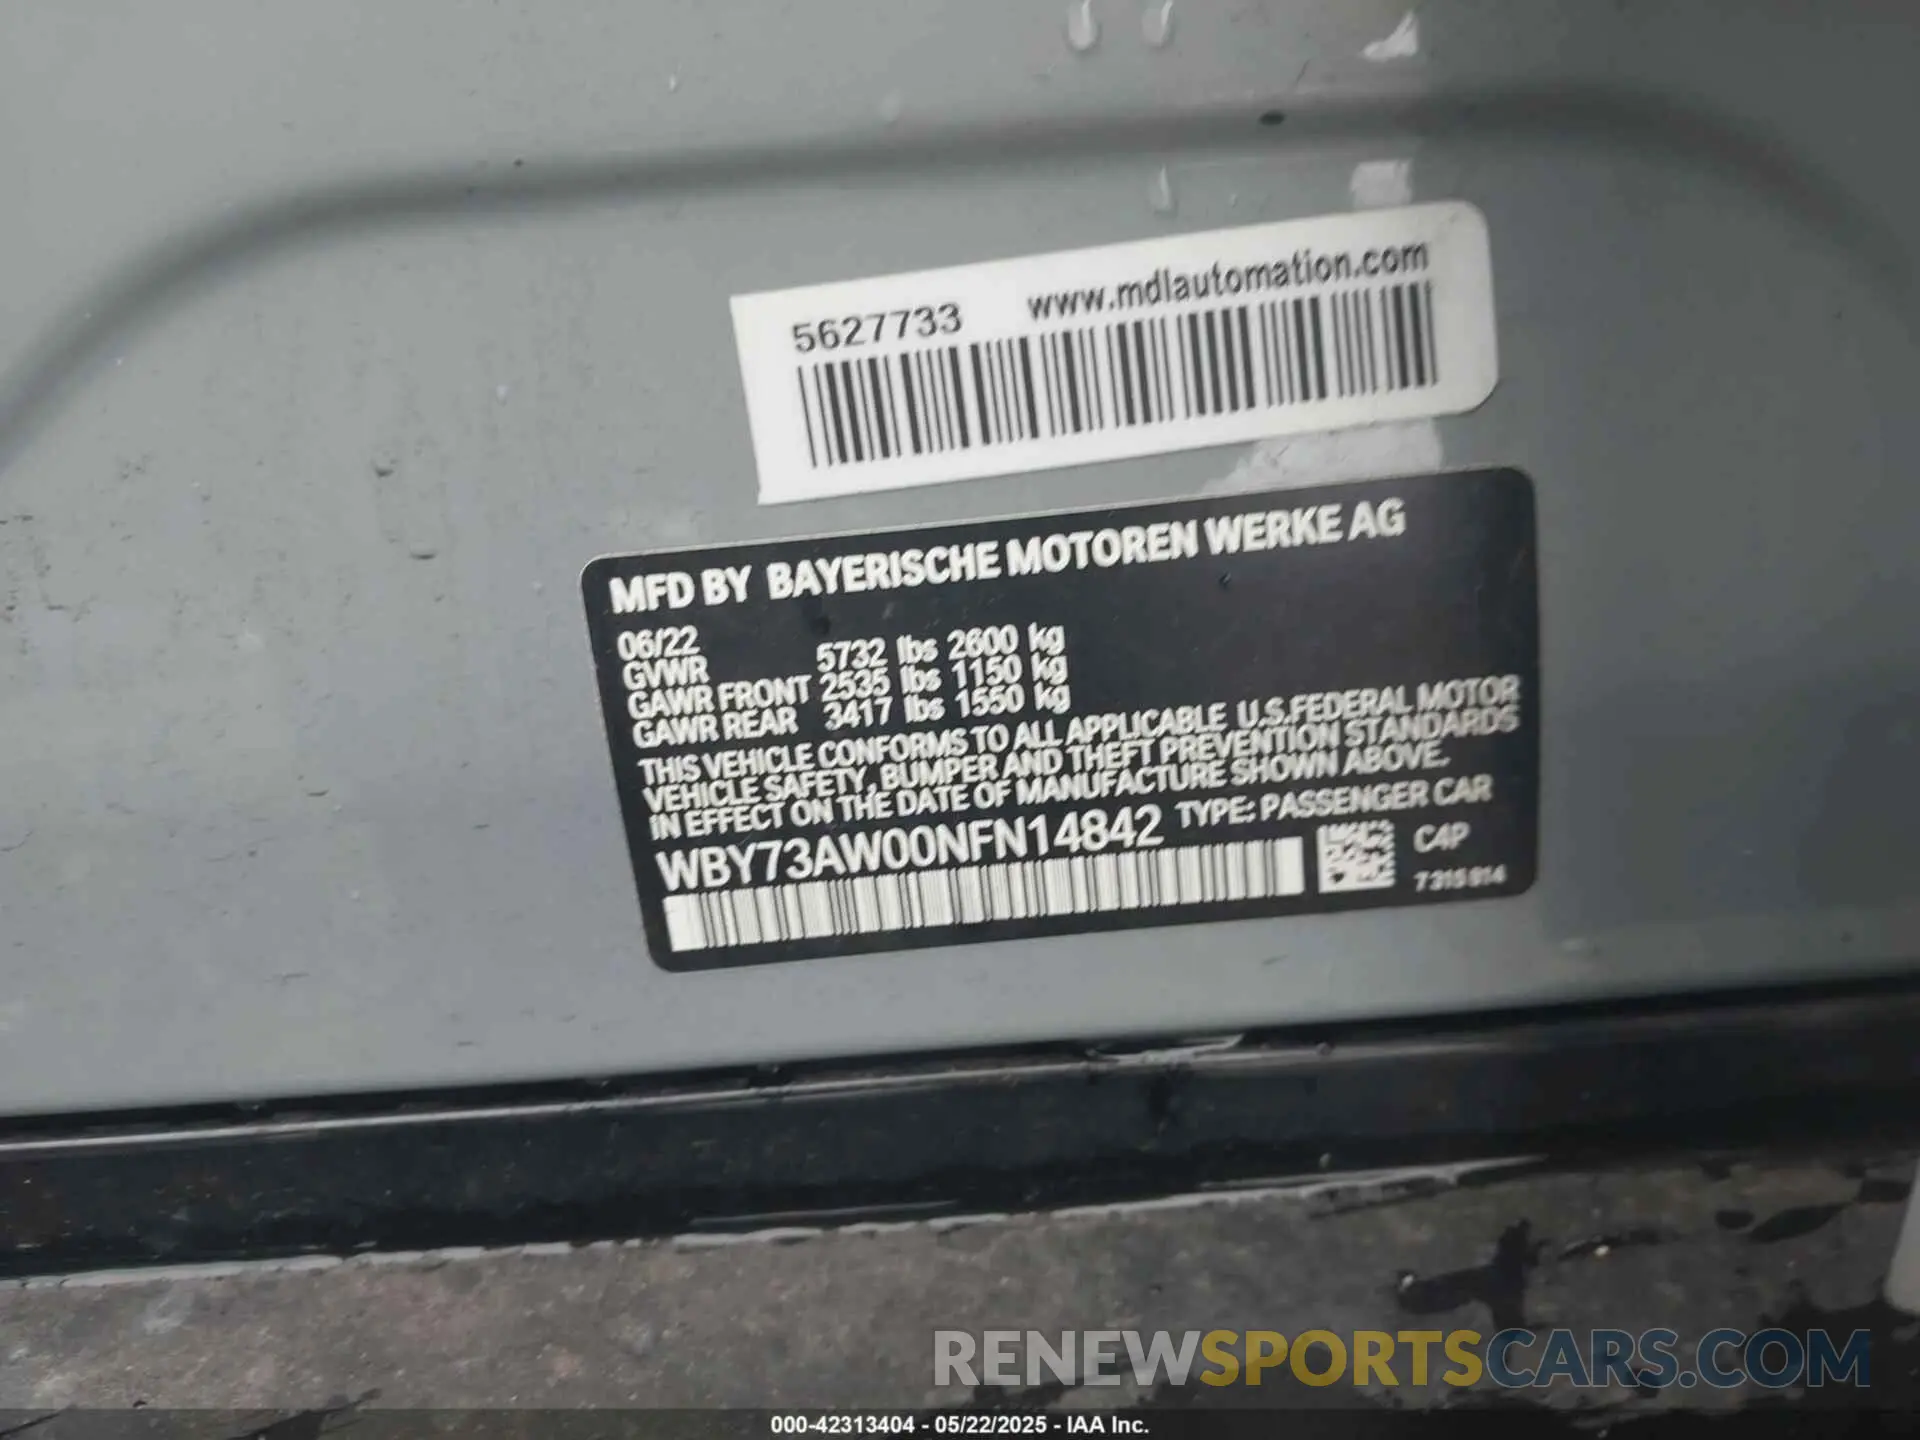 5627733 www.mdlautomation.com
MFD BY BAYERISCHE MOTOREN WERKE AG
06/22
GVWR 5732 lbs 2600 kg
GAWR FRONT 2535 lbs 1150 kg
GAWR REAR 3417 lbs 1550 kg
THIS VEHICLE CONFORMS TO ALL APPLICABLE U.S.FEDERAL MOTOR
VEHICLE SAFETY, BUMPER AND THEFT PREVENTION STANDARDS
IN EFFECT ON THE DATE OF MANUFACTURE SHOWN ABOVE.
WBY73AW00NFN14842 TYPE: PASSENGER CAR
C4P
7315914
RENEWSPORTSCARS.COM
000-42313404 - 05/22/2025 - IAA Inc.